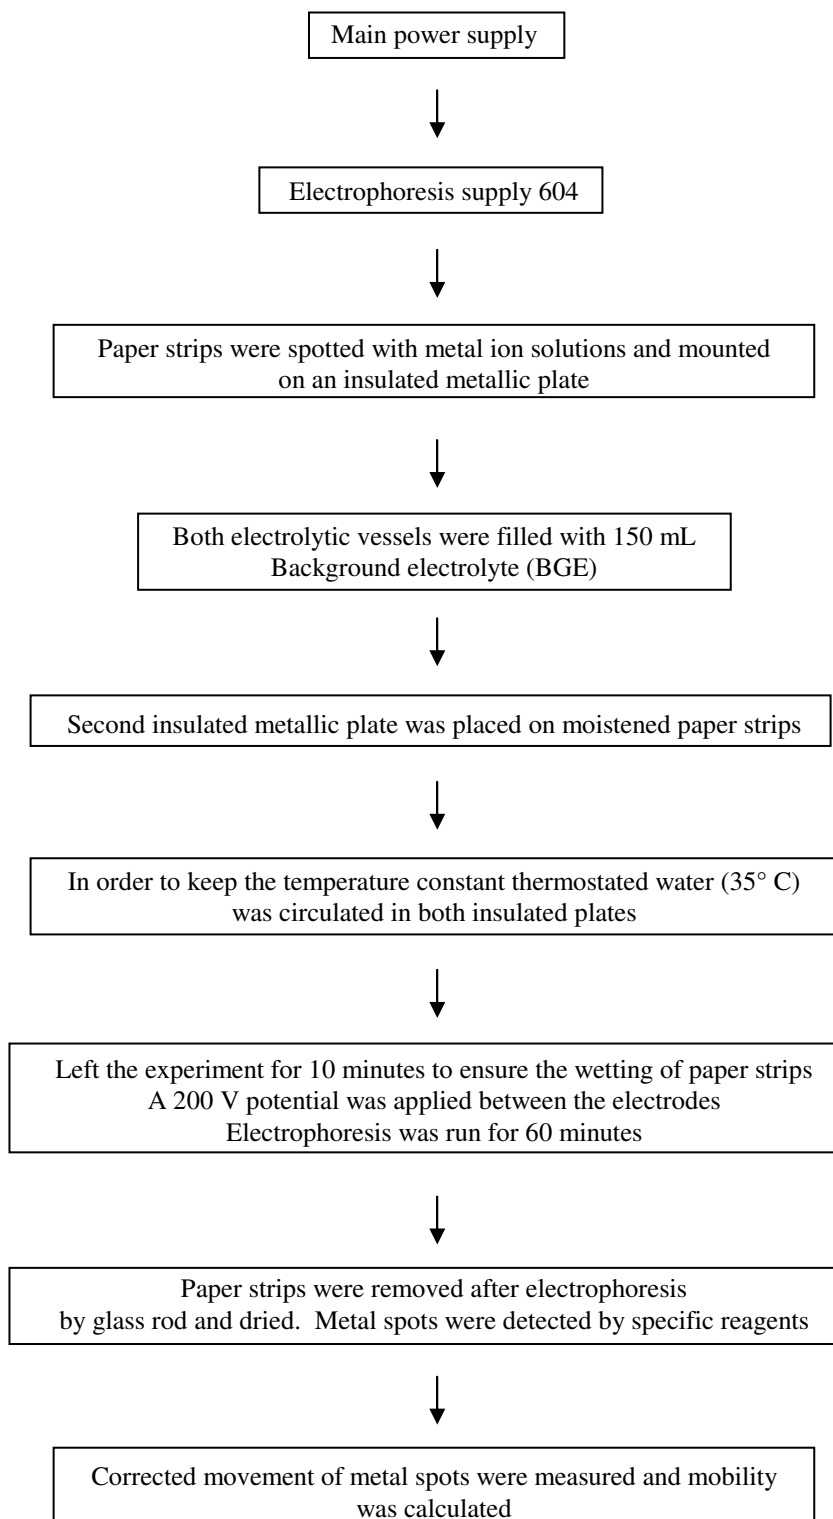 Main power supply
Electrophoresis supply 604
Paper strips were spotted with metal ion solutions and mounted
on an insulated metallic plate
Both electrolytic vessels were filled with 150 mL
Background electrolyte (BGE)
Second insulated metallic plate was placed on moistened paper strips
In order to keep the temperature constant thermostated water (35° C)
was circulated in both insulated plates
Left the experiment for 10 minutes to ensure the wetting of paper strips
A 200 V potential was applied between the electrodes
Electrophoresis was run for 60 minutes
Paper strips were removed after electrophoresis
by glass rod and dried.  Metal spots were detected by specific reagents
Corrected movement of metal spots were measured and mobility
was calculated